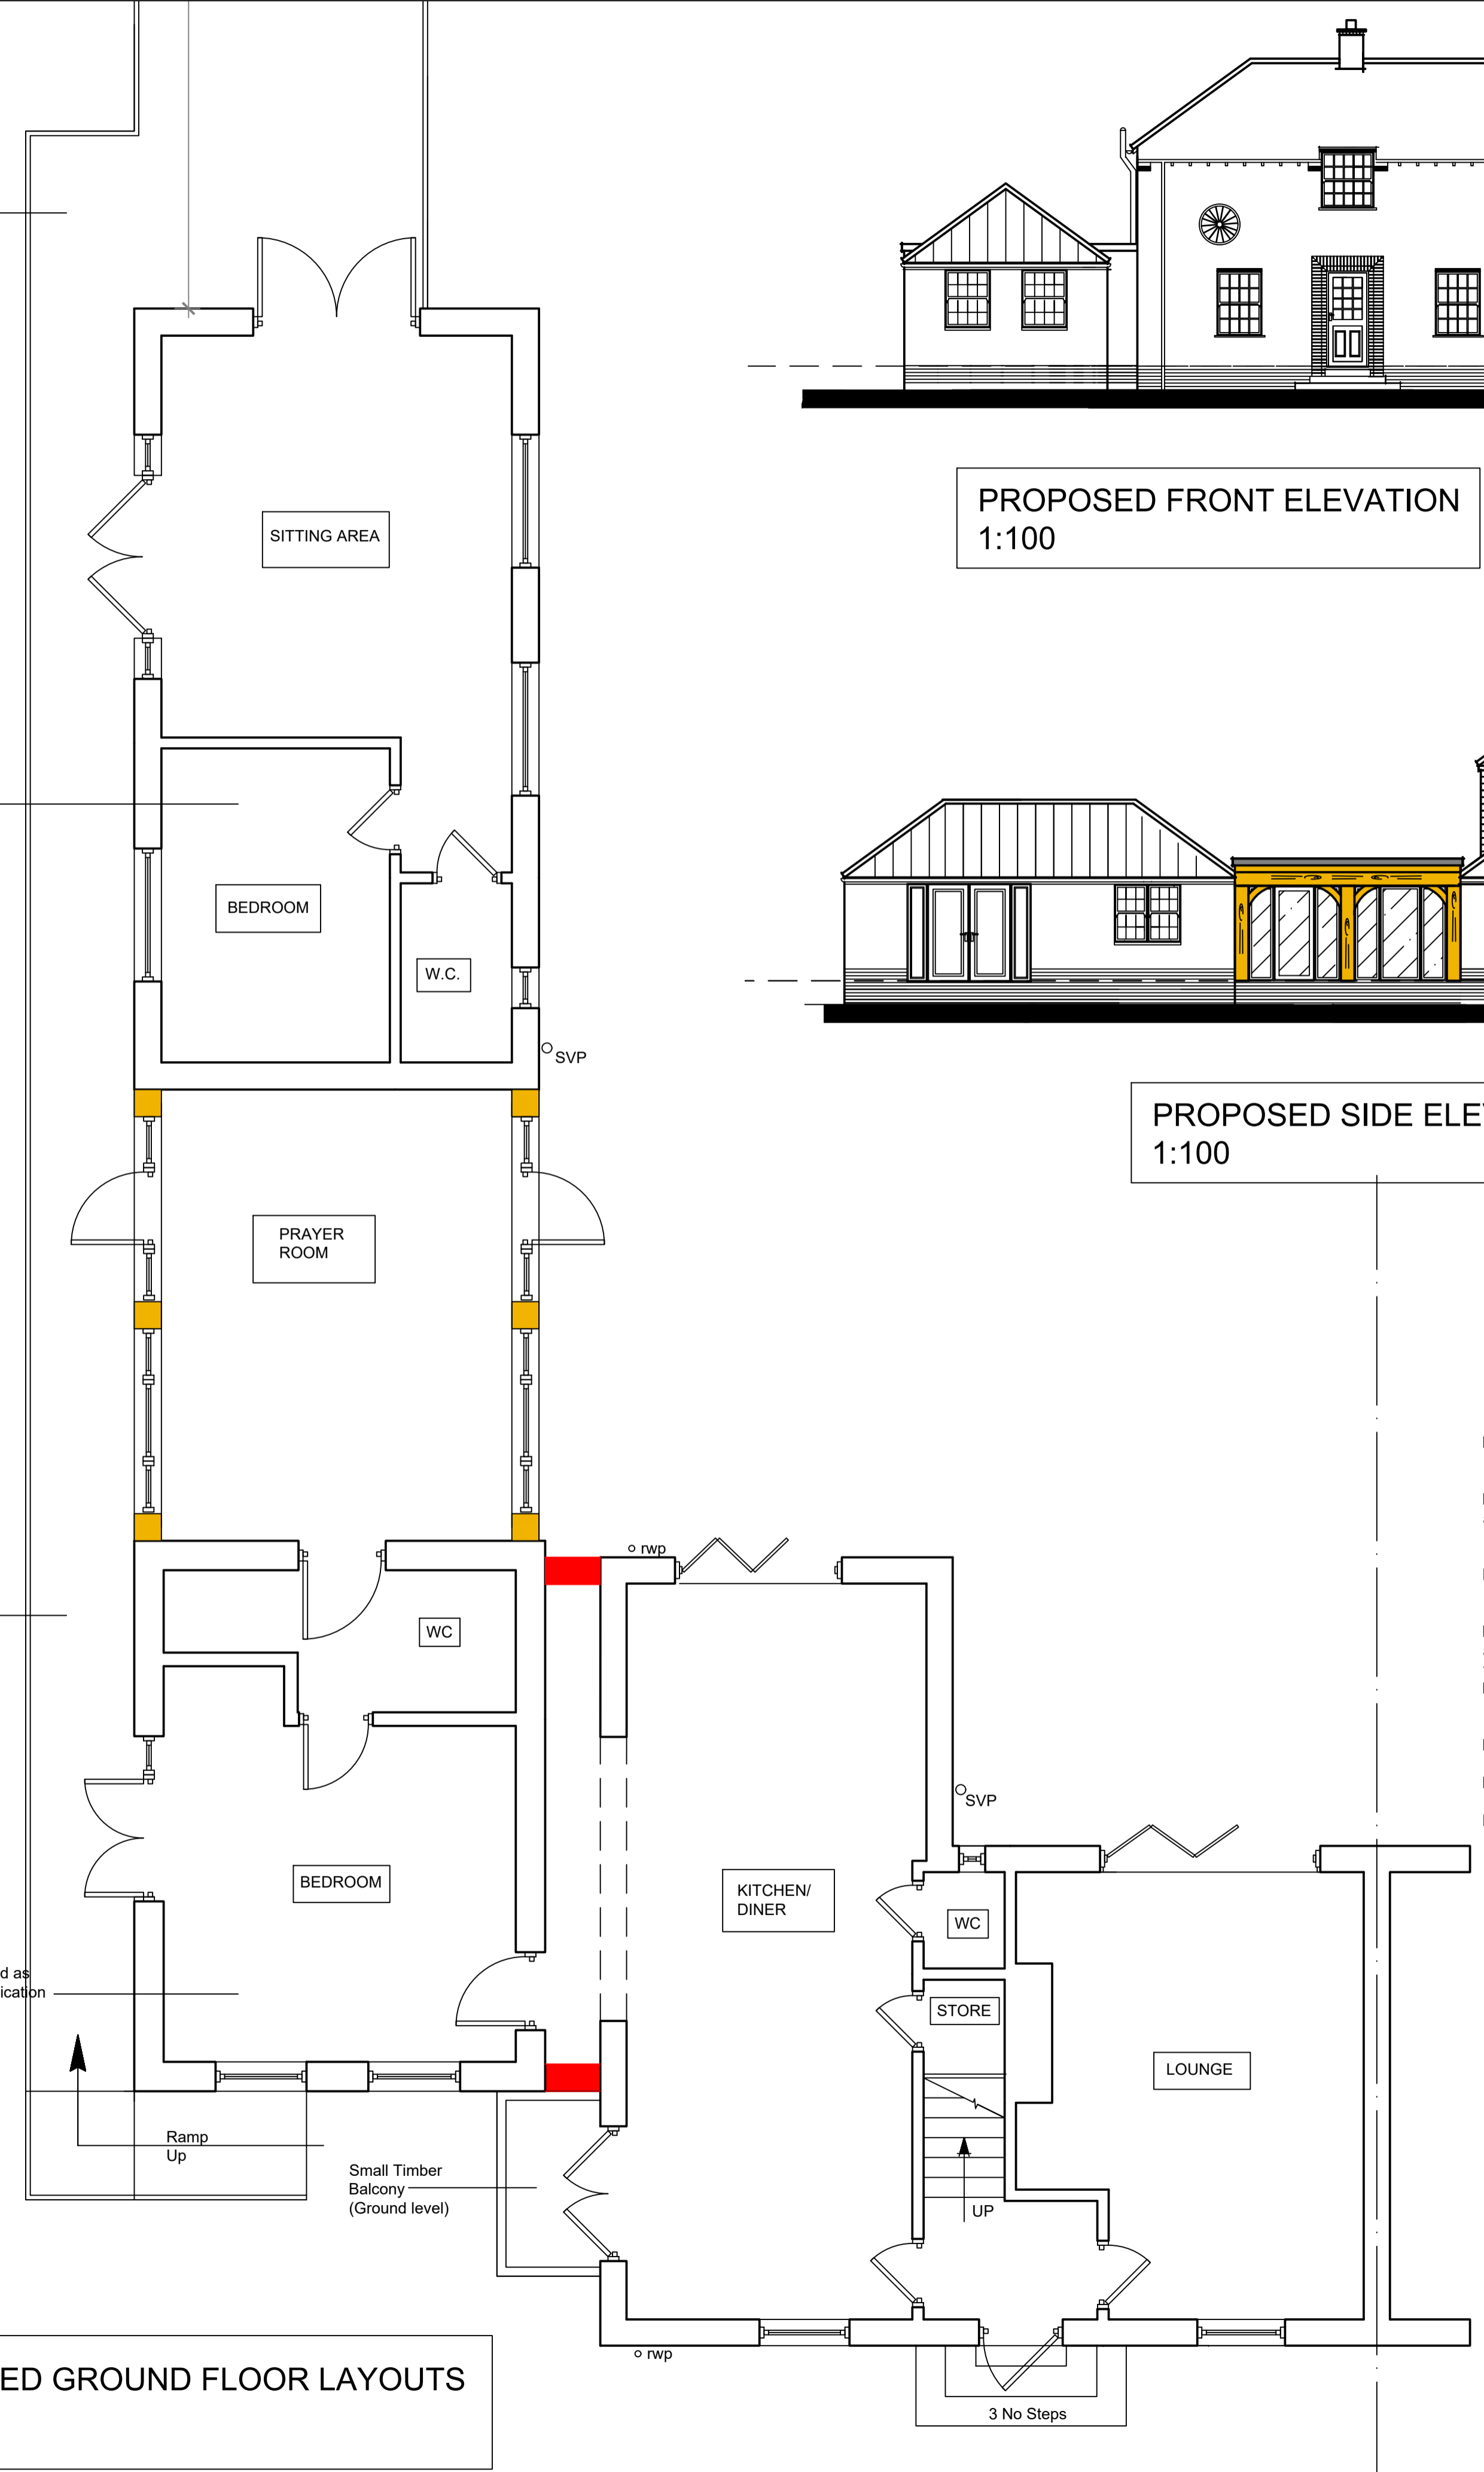 PROPOSED FRONT ELEVATION
1:100
SITTING AREA
BEDROOM
W.C.
SVP
PROPOSED SIDE ELE
1:100
PRAYER
ROOM
rwp
WC
SVP
BEDROOM
KITCHEN/
DINER
WC
d as
ication
STORE
LOUNGE
Ramp
Up
Small Timber
Balcony
(Ground level)
UP
rwp
ED GROUND FLOOR LAYOUTS
3 No Steps